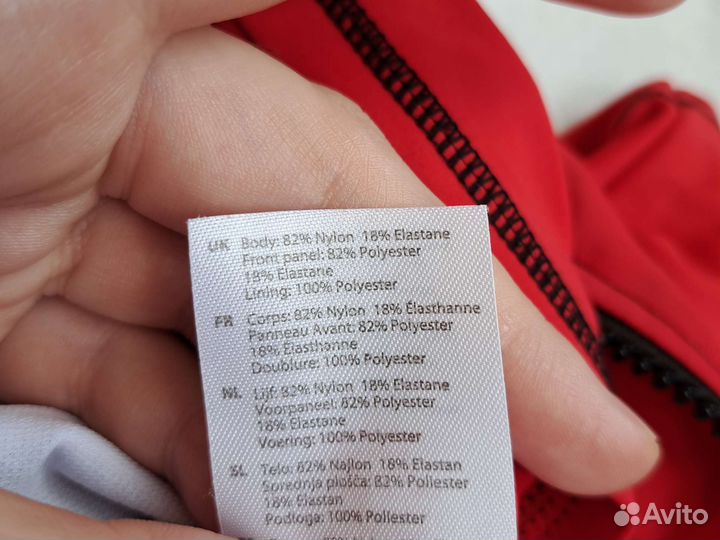 UK Body: 82% Nylon 18% Elastane
Front panel: 82% Polyester
18% Elastane
Lining: 100% Polyester
FR Corps: 82% Nylon 18% Élasthanne
Panneau Avant: 82% Polyester
18% Élasthanne
Doublure: 100% Polyester
NL Lijf: 82% Nylon 18% Elastane
Voorpaneel: 82% Polyester
18% Elastane
Voering: 100% Polyester
SL Telo: 82% Najlon 18% Elastan
Sprednja plošča: 82% Poliester
18% Elastan
Podloga: 100% Poliester
Avito